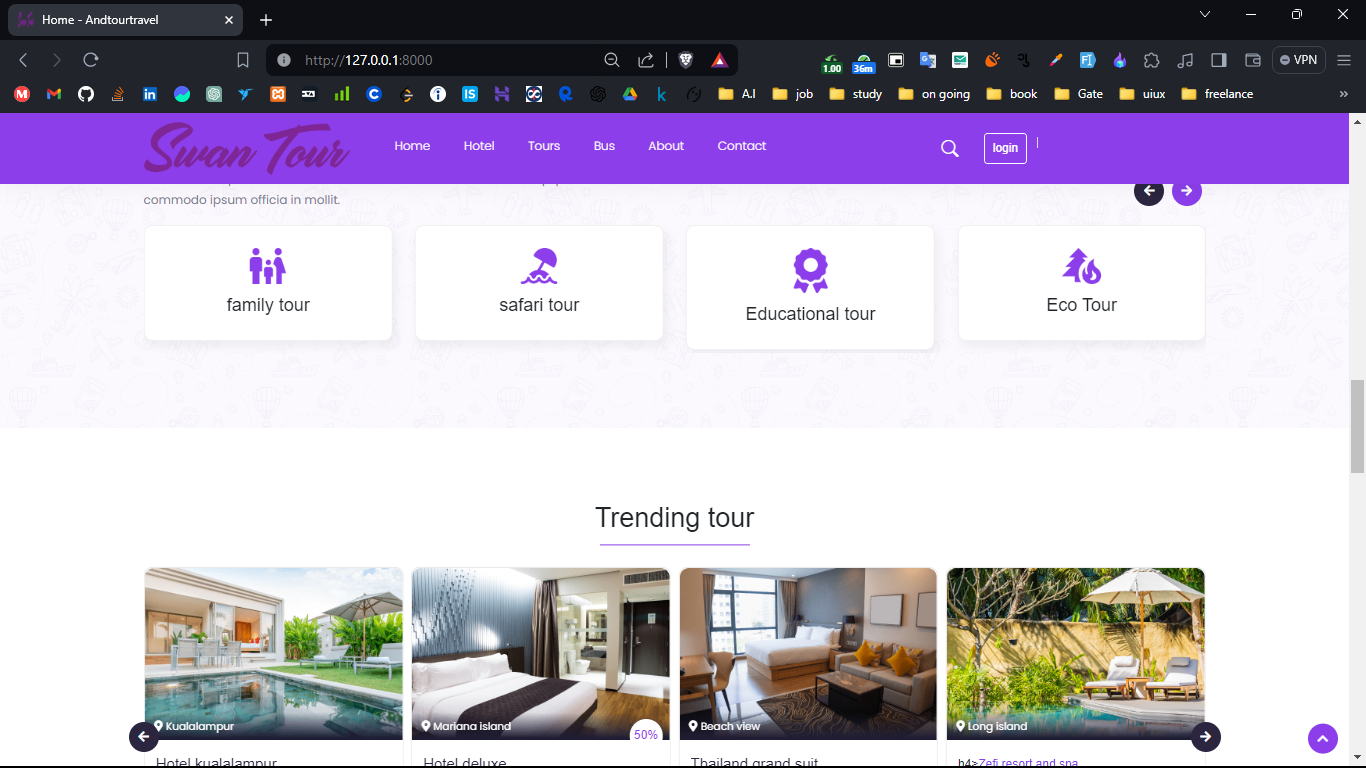 Home - Andtourtravel
http://127.0.0.1:8000
1.00
36m
VPN
A.I
job
study
on going
book
Gate
uiux
freelance
Swan Tour
Home
Hotel
Tours
Bus
About
Contact
login
commodo ipsum officia in mollit.
family tour
safari tour
Educational tour
Eco Tour
Trending tour
Kualalampur
Mariana island
50%
Beach view
Long island
Hotel kualalampur
Hotel deluxe
Thailand grand suit
h4>Zefi resort and spa